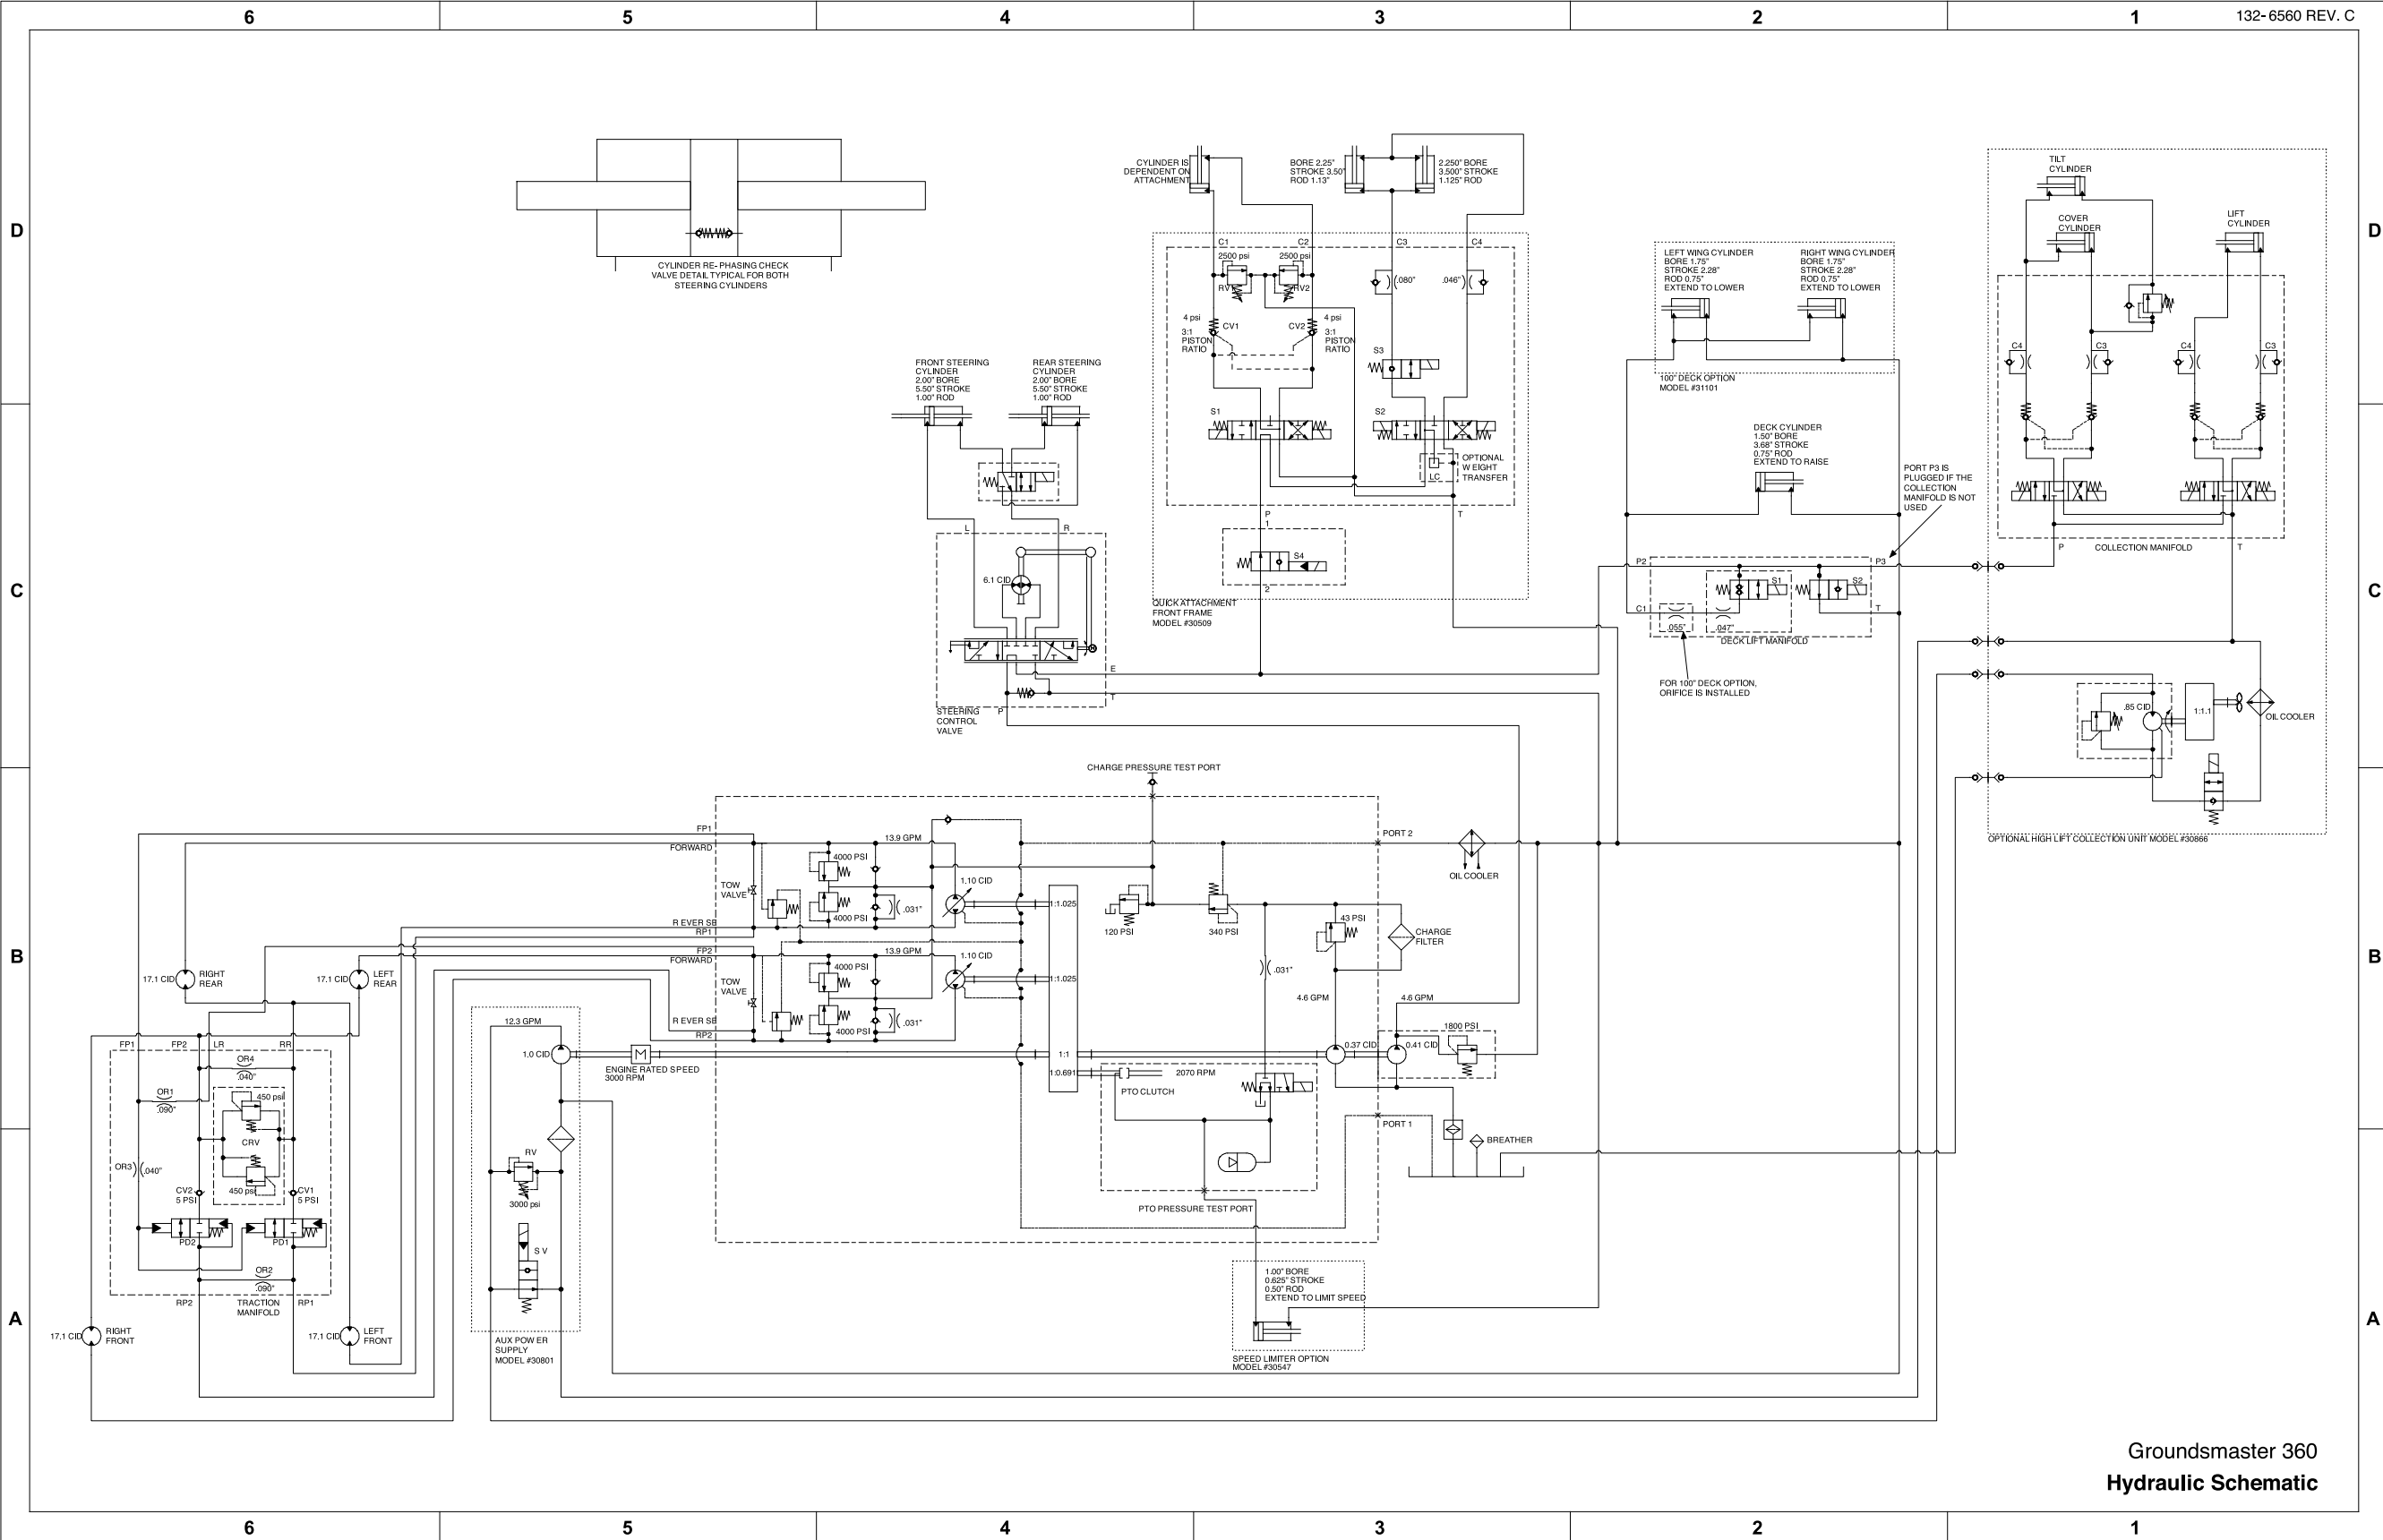 6
5
4
3
2
1
132-6560 REV. C
D
D
C
C
B
B
A
A
CYLINDER RE- PHASING CHECK
VALVE DETAIL TYPICAL FOR BOTH
STEERING CYLINDERS
FRONT STEERING
CYLINDER
2.00" BORE
5.50" STROKE
1.00" ROD
REAR STEERING
CYLINDER
2.00" BORE
5.50" STROKE
1.00" ROD
L
R
6.1 CID
E
T
P
STEERING
CONTROL
VALVE
CYLINDER IS
DEPENDENT ON
ATTACHMENT
BORE 2.25"
STROKE 3.50"
ROD 1.13"
2.250" BORE
3.500" STROKE
1.125" ROD
C1
C2
C3
C4
2500 psi
2500 psi
RV1
RV2
.080"
.046"
4 psi
CV1
3:1
PISTON
RATIO
CV2
4 psi
3:1
PISTON
RATIO
S3
S1
S2
OPTIONAL
W EIGHT
TRANSFER
LC
P
T
1
S4
2
QUICK ATTACHMENT
FRONT FRAME
MODEL #30509
LEFT WING CYLINDER
BORE 1.75"
STROKE 2.28"
ROD 0.75"
EXTEND TO LOWER
RIGHT WING CYLINDER
BORE 1.75"
STROKE 2.28"
ROD 0.75"
EXTEND TO LOWER
100" DECK OPTION
MODEL #31101
DECK CYLINDER
1.50" BORE
3.68" STROKE
0.75" ROD
EXTEND TO RAISE
PORT P3 IS
PLUGGED IF THE
COLLECTION
MANIFOLD IS NOT
USED
P2
P3
S1
S2
C1
T
.055"
.047"
DECK LIFT MANIFOLD
FOR 100" DECK OPTION,
ORIFICE IS INSTALLED
TILT
CYLINDER
COVER
CYLINDER
LIFT
CYLINDER
C4
C3
C4
C3
P
COLLECTION MANIFOLD
T
.85 CID
1:1.1
OIL COOLER
OPTIONAL HIGH LIFT COLLECTION UNIT MODEL #30866
CHARGE PRESSURE TEST PORT
FP1
FORWARD
13.9 GPM
4000 PSI
TOW
VALVE
1.10 CID
4000 PSI
.031"
R EVER SE
RP1
FP2
FORWARD
13.9 GPM
4000 PSI
1.10 CID
TOW
VALVE
4000 PSI
.031"
R EVER SE
RP2
1:1.025
1:1.025
1:1
1:0.691
120 PSI
340 PSI
43 PSI
CHARGE
FILTER
.031"
4.6 GPM
4.6 GPM
PORT 2
OIL COOLER
1800 PSI
0.37 CID
0.41 CID
2070 RPM
PTO CLUTCH
PTO PRESSURE TEST PORT
PORT 1
BREATHER
17.1 CID
RIGHT
REAR
17.1 CID
LEFT
REAR
FP1
FP2
LR
RR
OR4
.040"
OR1
.090"
450 psi
CRV
OR3
.040"
450 psi
CV2
5 PSI
CV1
5 PSI
PD2
PD1
OR2
.090"
RP2
TRACTION
MANIFOLD
RP1
17.1 CID
RIGHT
FRONT
17.1 CID
LEFT
FRONT
12.3 GPM
1.0 CID
M
ENGINE RATED SPEED
3000 RPM
RV
3000 psi
S V
AUX POW ER
SUPPLY
MODEL #30801
1.00" BORE
0.625" STROKE
0.50" ROD
EXTEND TO LIMIT SPEED
SPEED LIMITER OPTION
MODEL #30547
Groundsmaster 360
Hydraulic Schematic
6
5
4
3
2
1